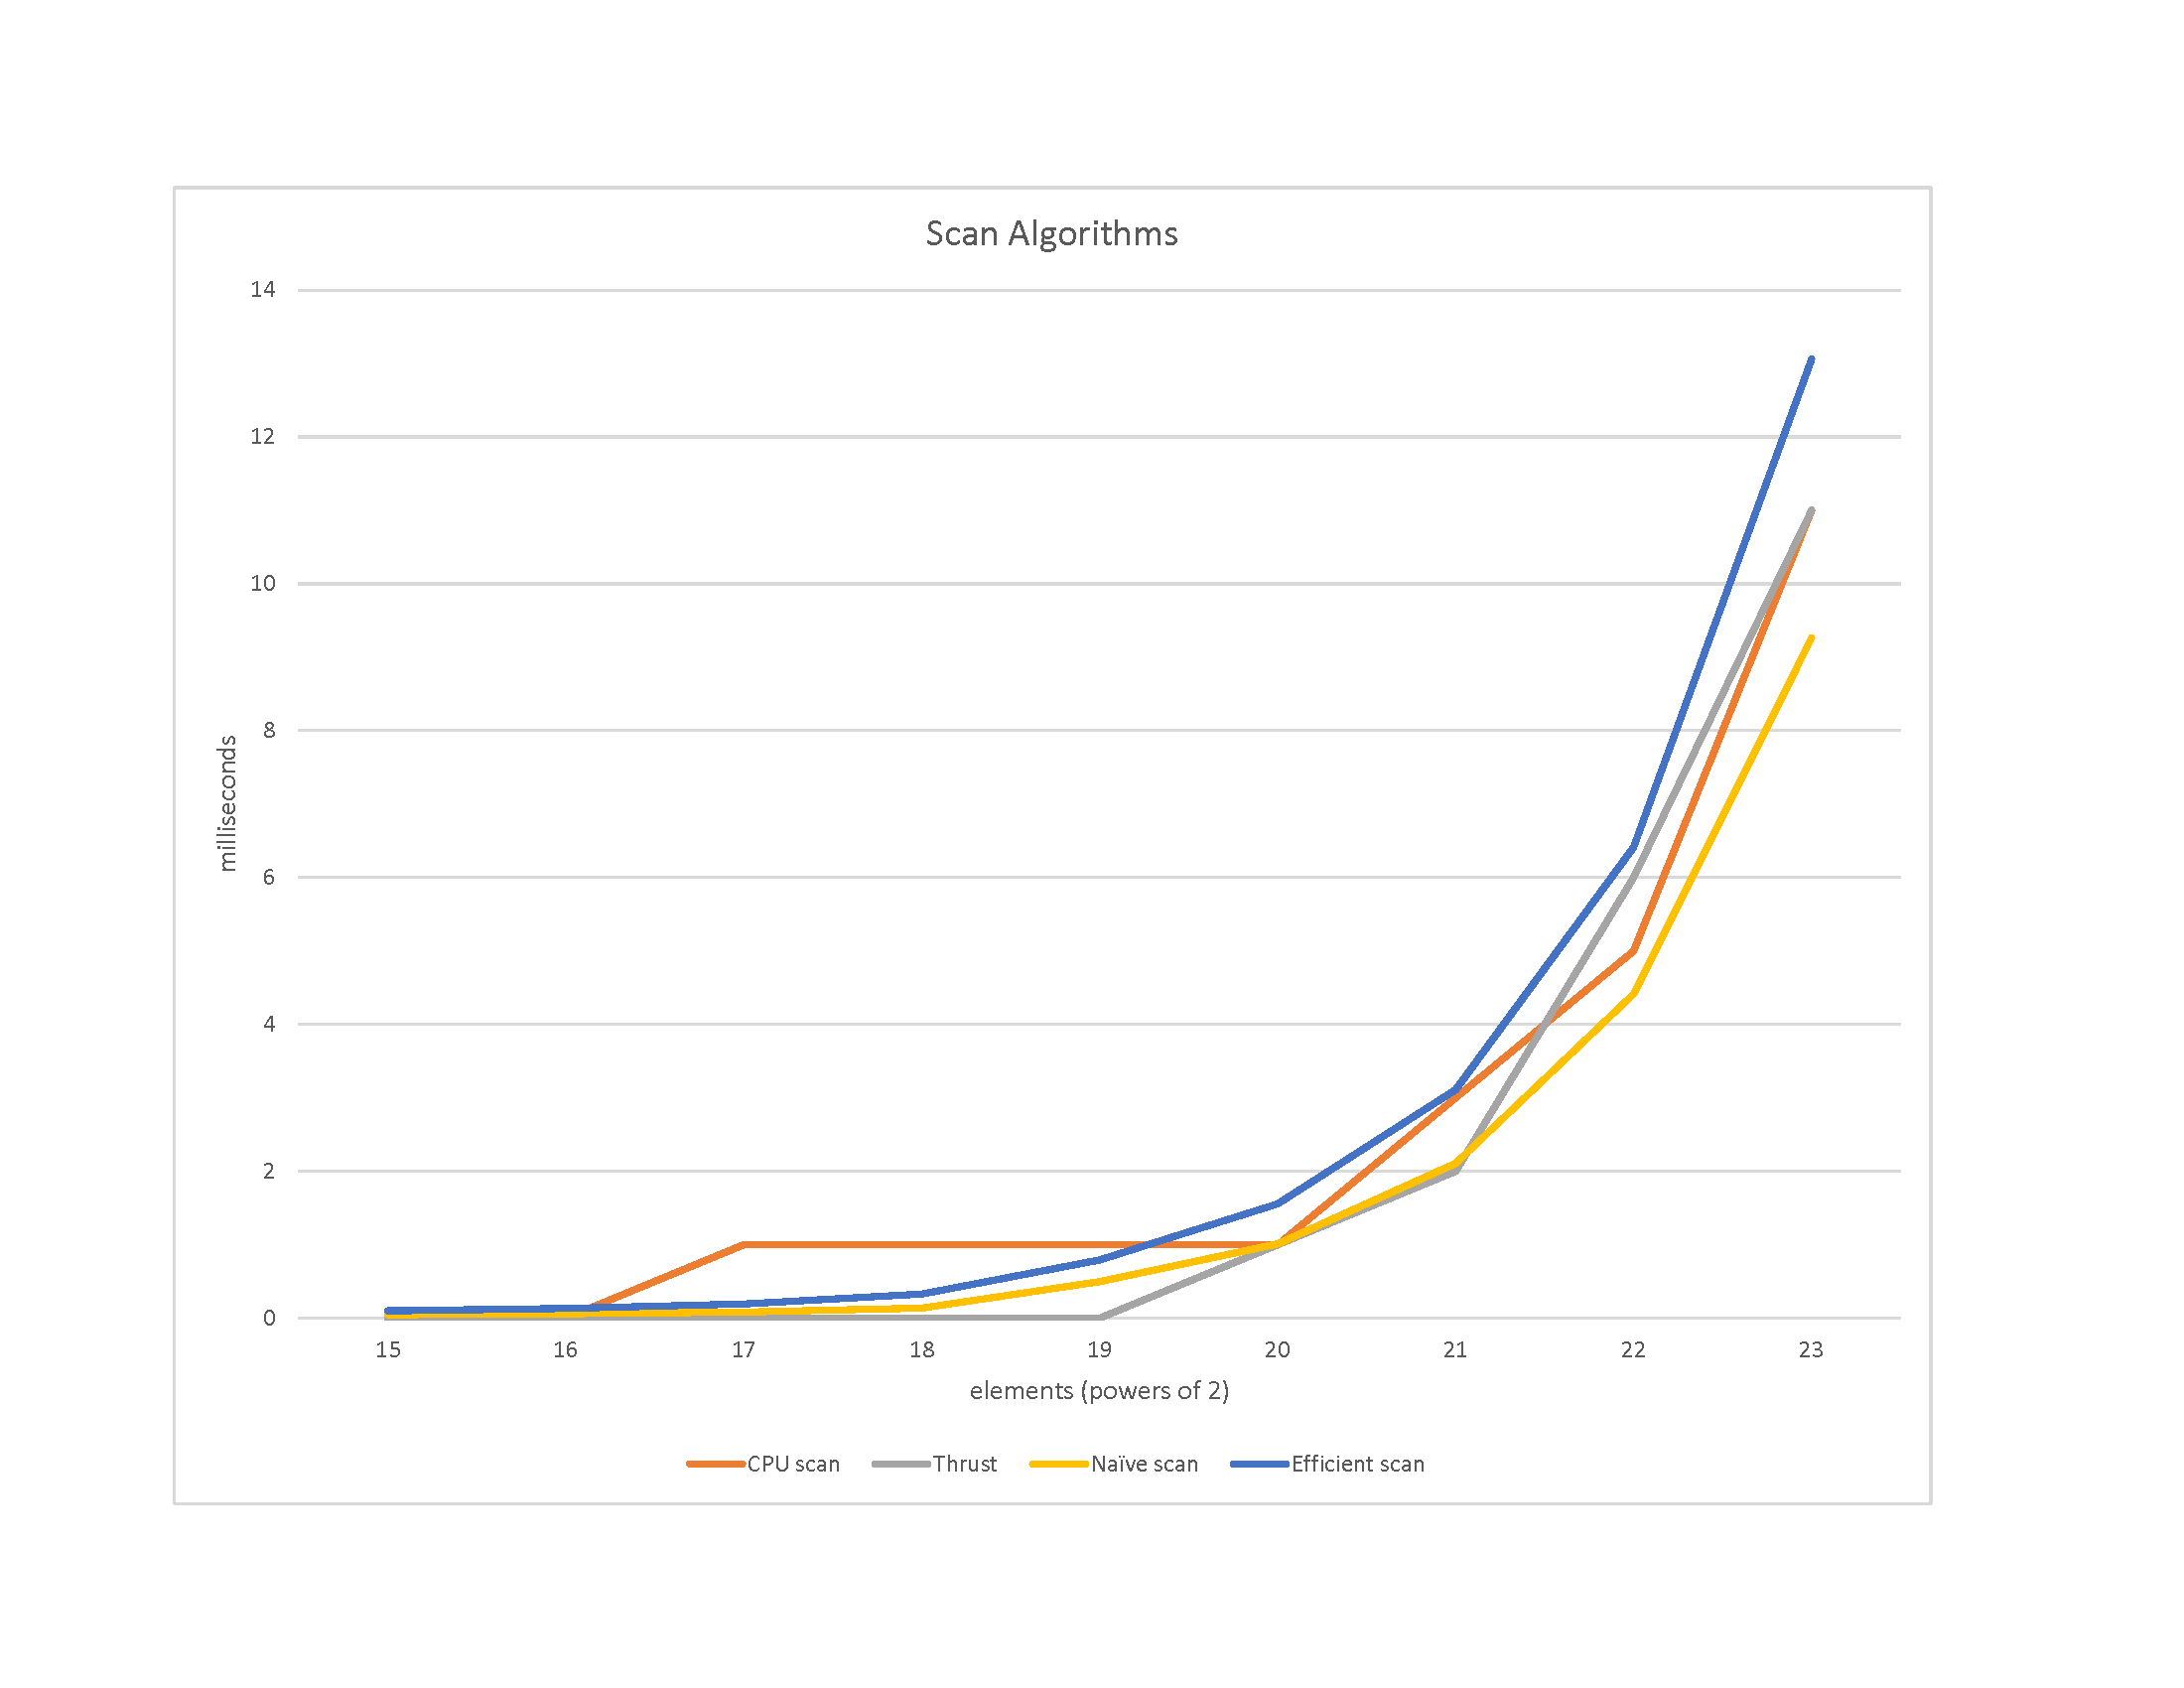 Scan Algorithms
14
12
10
8
6
4
2
0
milliseconds
15 16 17 18 19 20 21 22 23
elements (powers of 2)
CPU scan Thrust Naïve scan Efficient scan